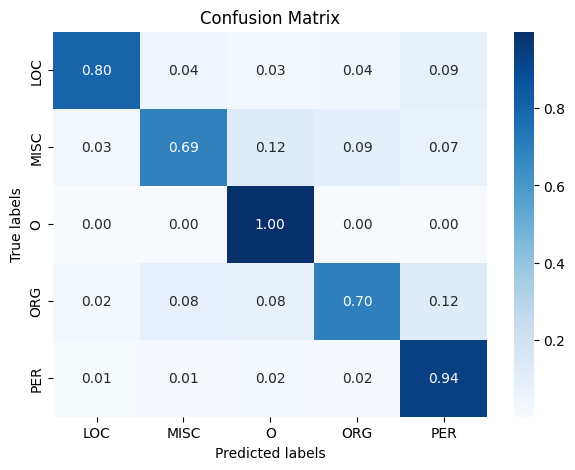 Confusion Matrix
True labels
LOC 0.80 0.04 0.03 0.04 0.09
MISC 0.03 0.69 0.12 0.09 0.07
O 0.00 0.00 1.00 0.00 0.00
ORG 0.02 0.08 0.08 0.70 0.12
PER 0.01 0.01 0.02 0.02 0.94
LOC MISC O ORG PER
Predicted labels
0.8
0.6
0.4
0.2